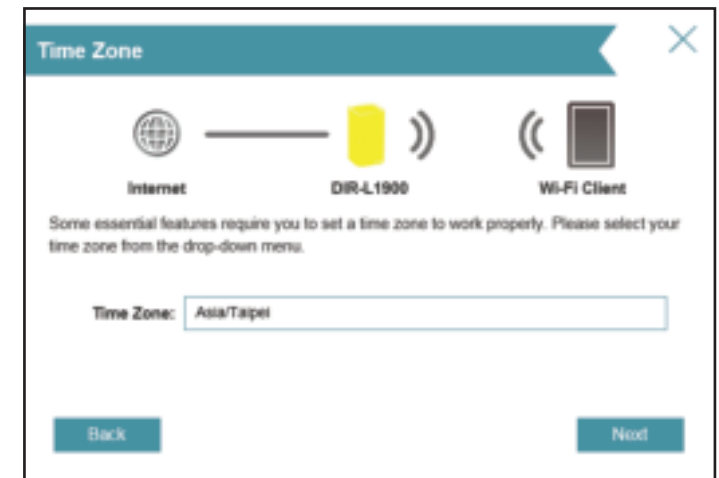 Time Zone
Internet DIR-L1900 Wi-Fi Client
Some essential features require you to set a time zone to work properly. Please select your
time zone from the drop-down menu.
Time Zone: Asia/Taipei
Back Next